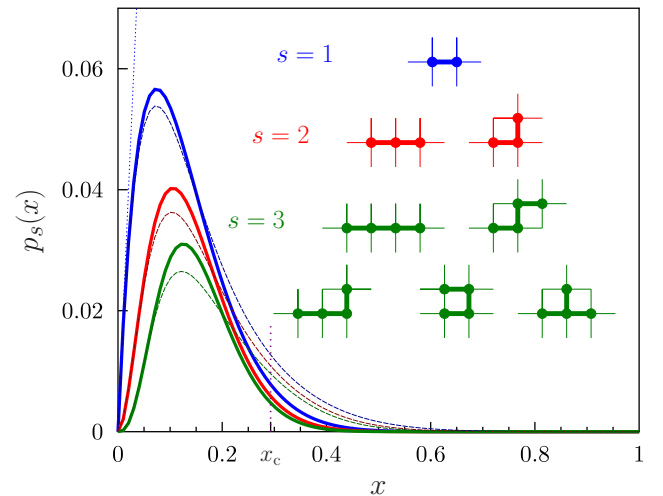 0.06
0.04
0.02
0
p_s(x)
s = 1
s = 2
s = 3
0 0.2 x_c 0.4 0.6 0.8 1
x